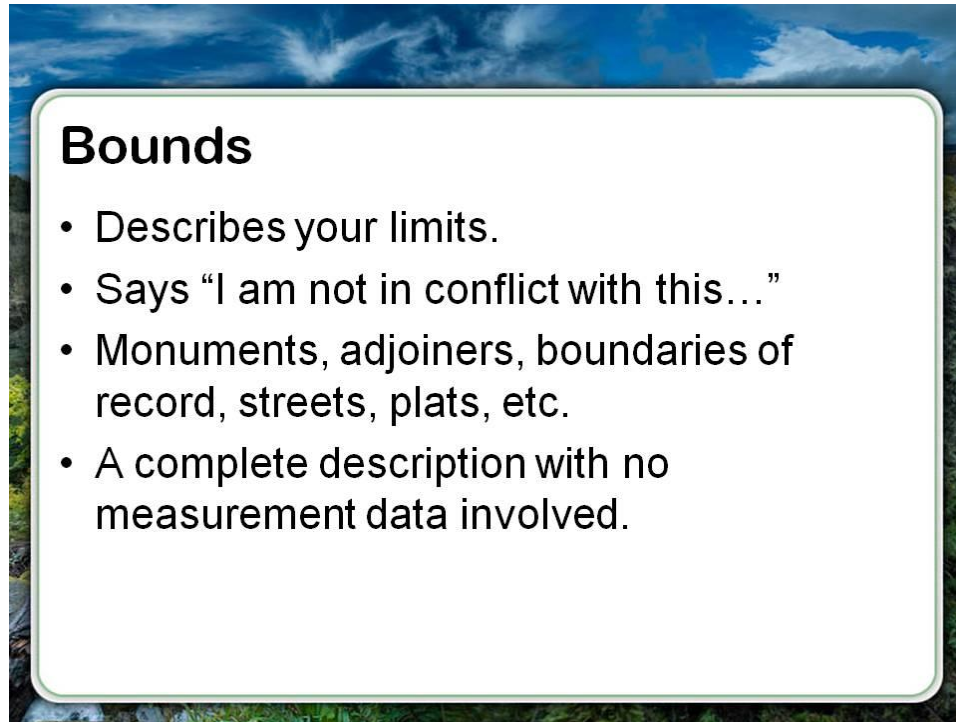 Bounds
• Describes your limits.
• Says “I am not in conflict with this…”
• Monuments, adjoiners, boundaries of
record, streets, plats, etc.
• A complete description with no
measurement data involved.